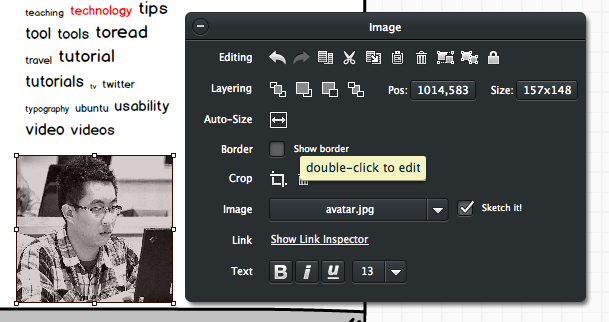 teaching technology tips
tool tools toread
travel tutorial
tutorials tv twitter
typography ubuntu usability
video videos
Image
Editing
Layering Pos: 1014,583 Size: 157x148
Auto-Size
Border Show border
double-click to edit
Crop
Image avatar.jpg Sketch it!
Link Show Link Inspector
Text B i u 13